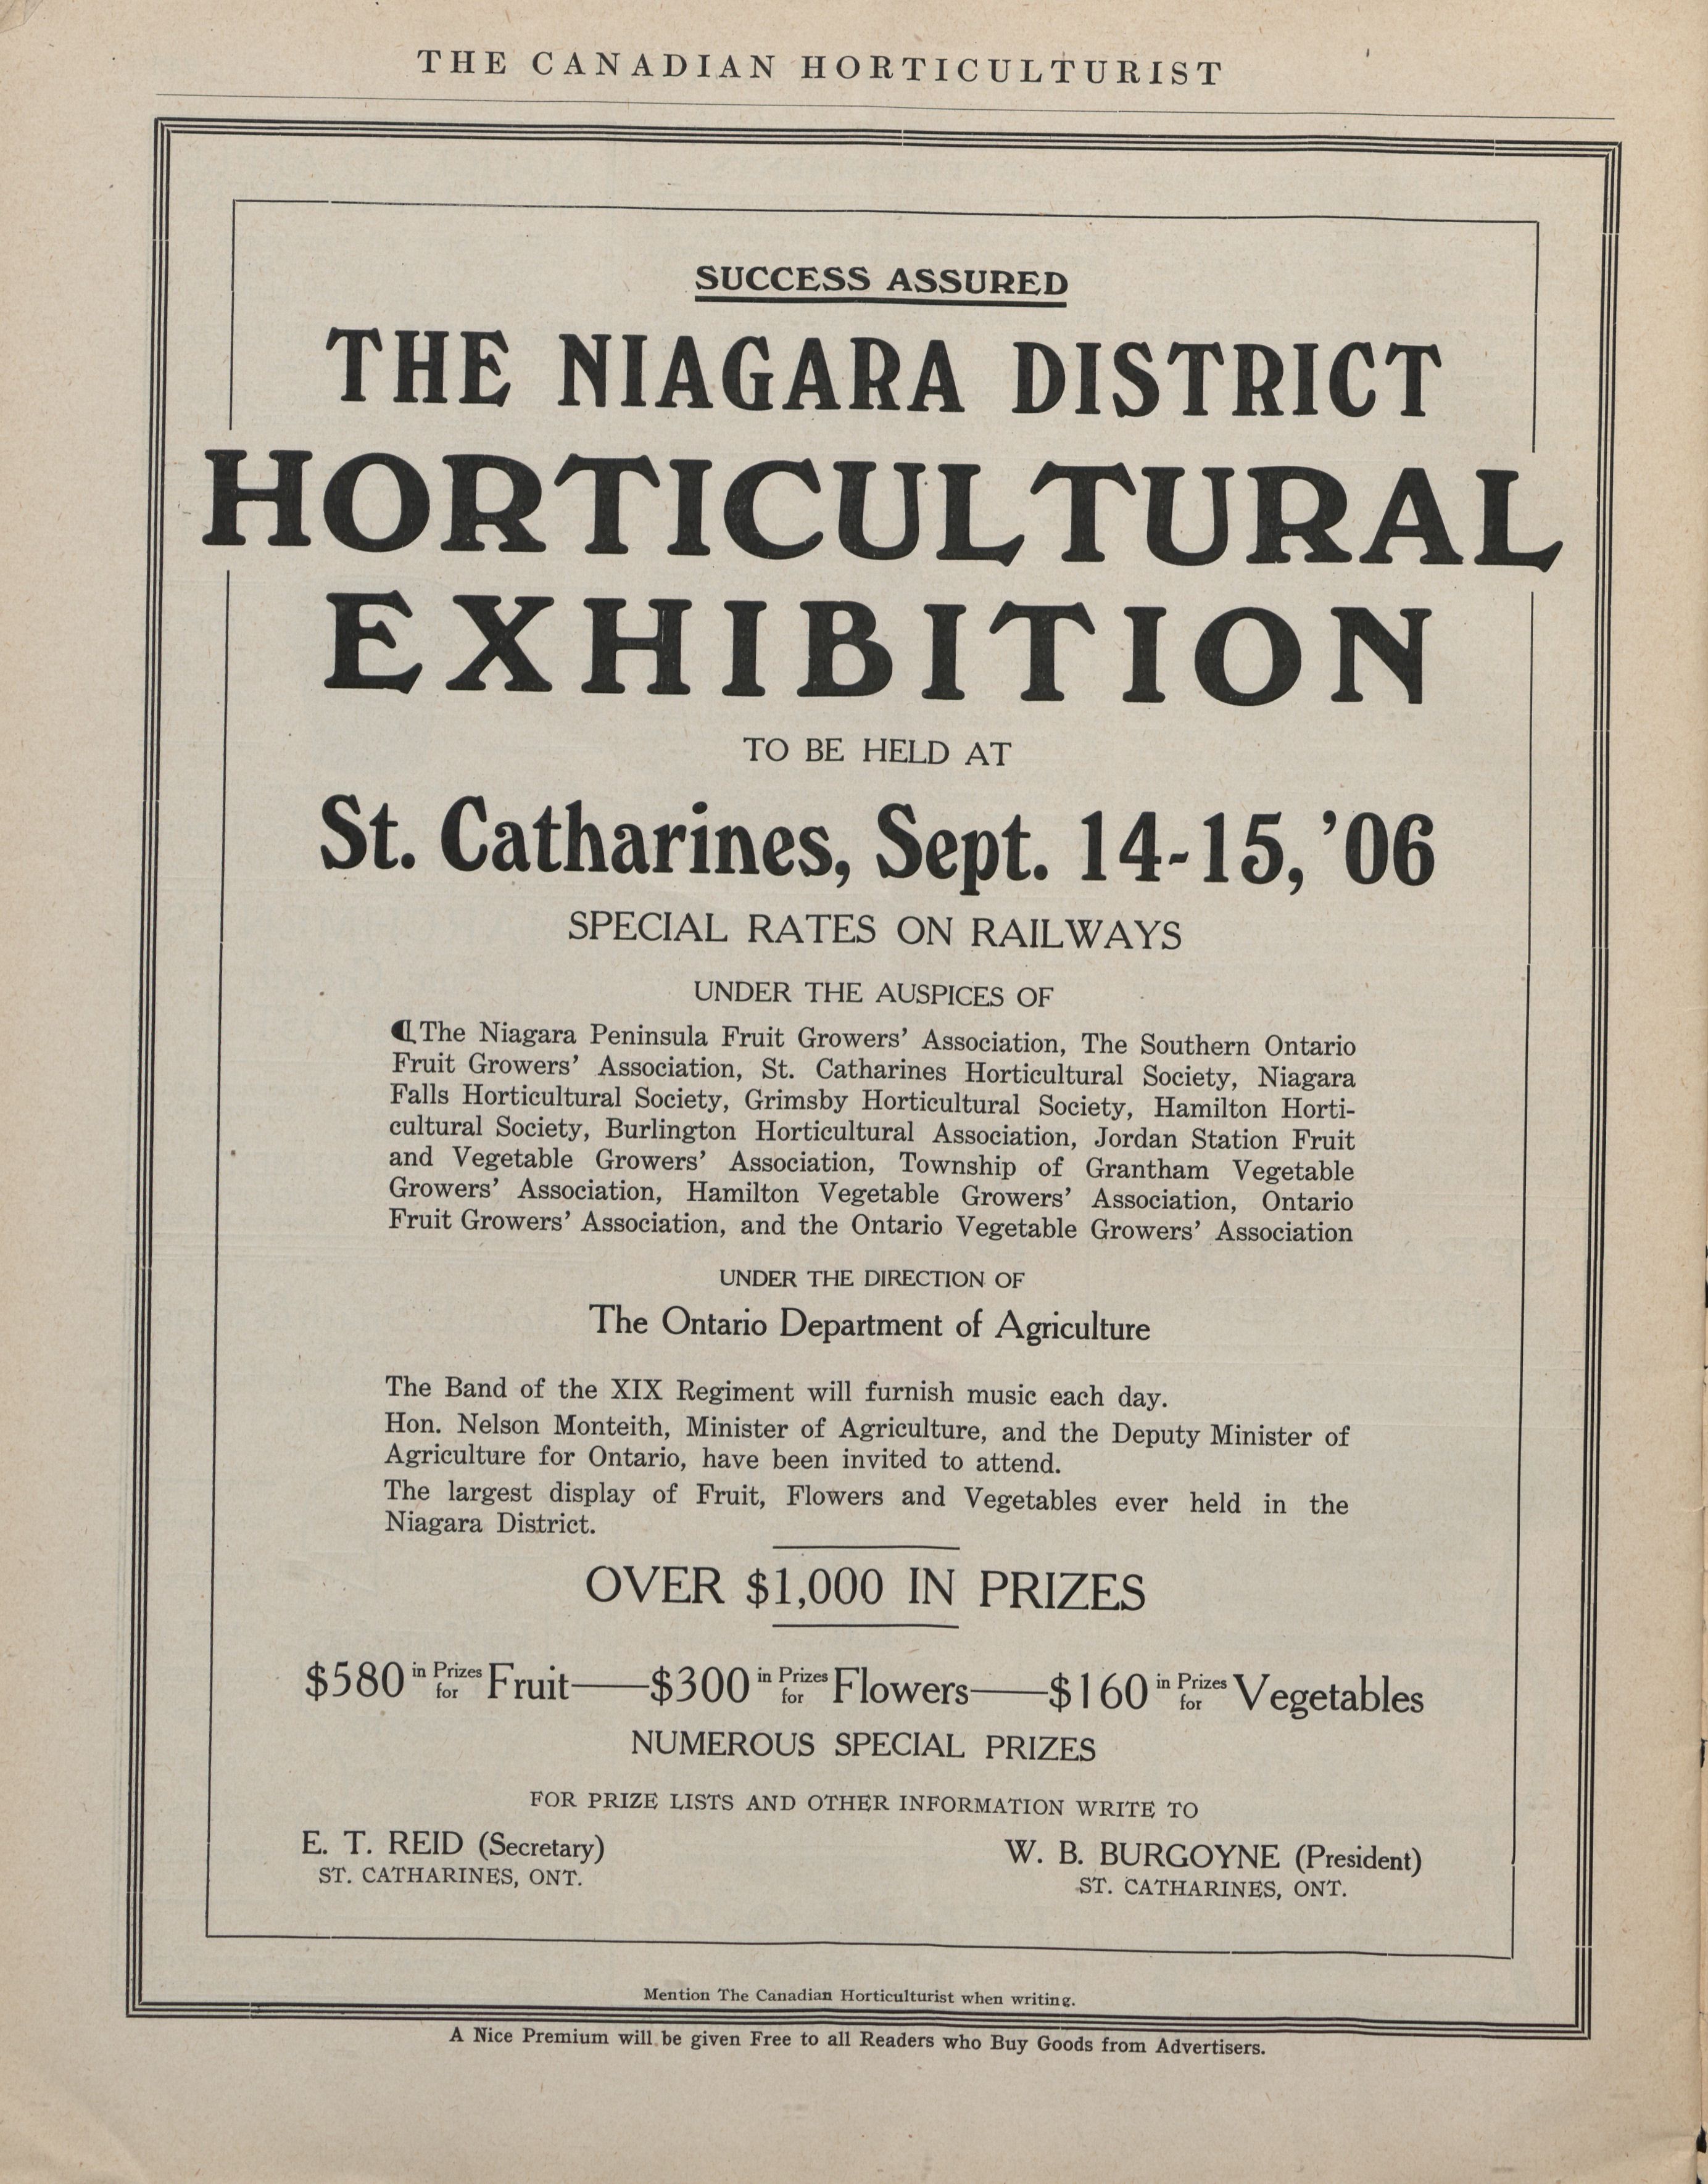 THE CANADIAN HORTICULTURIST
SUCCESS ASSURED
THE NIAGARA DISTRICT
HORTICULTURAL
EXHIBITION
TO BE HELD AT
St. Catharines, Sept. 14-15, ’06
SPECIAL RATES ON RAILWAYS
UNDER THE AUSPICES OF
¶The Niagara Peninsula Fruit Growers’ Association, The Southern Ontario
Fruit Growers’ Association, St. Catharines Horticultural Society, Niagara
Falls Horticultural Society, Grimsby Horticultural Society, Hamilton Horti-
cultural Society, Burlington Horticultural Association, Jordan Station Fruit
and Vegetable Growers’ Association, Township of Grantham Vegetable
Growers’ Association, Hamilton Vegetable Growers’ Association, Ontario
Fruit Growers’ Association, and the Ontario Vegetable Growers’ Association
UNDER THE DIRECTION OF
The Ontario Department of Agriculture
The Band of the XIX Regiment will furnish music each day.
Hon. Nelson Monteith, Minister of Agriculture, and the Deputy Minister of
Agriculture for Ontario, have been invited to attend.
The largest display of Fruit, Flowers and Vegetables ever held in the
Niagara District.
OVER $1,000 IN PRIZES
$580 in Prizes for Fruit——$300 in Prizes for Flowers——$160 in Prizes for Vegetables
NUMEROUS SPECIAL PRIZES
FOR PRIZE LISTS AND OTHER INFORMATION WRITE TO
E. T. REID (Secretary)
ST. CATHARINES, ONT.
W. B. BURGOYNE (President)
ST. CATHARINES, ONT.
Mention The Canadian Horticulturist when writing.
A Nice Premium will be given Free to all Readers who Buy Goods from Advertisers.